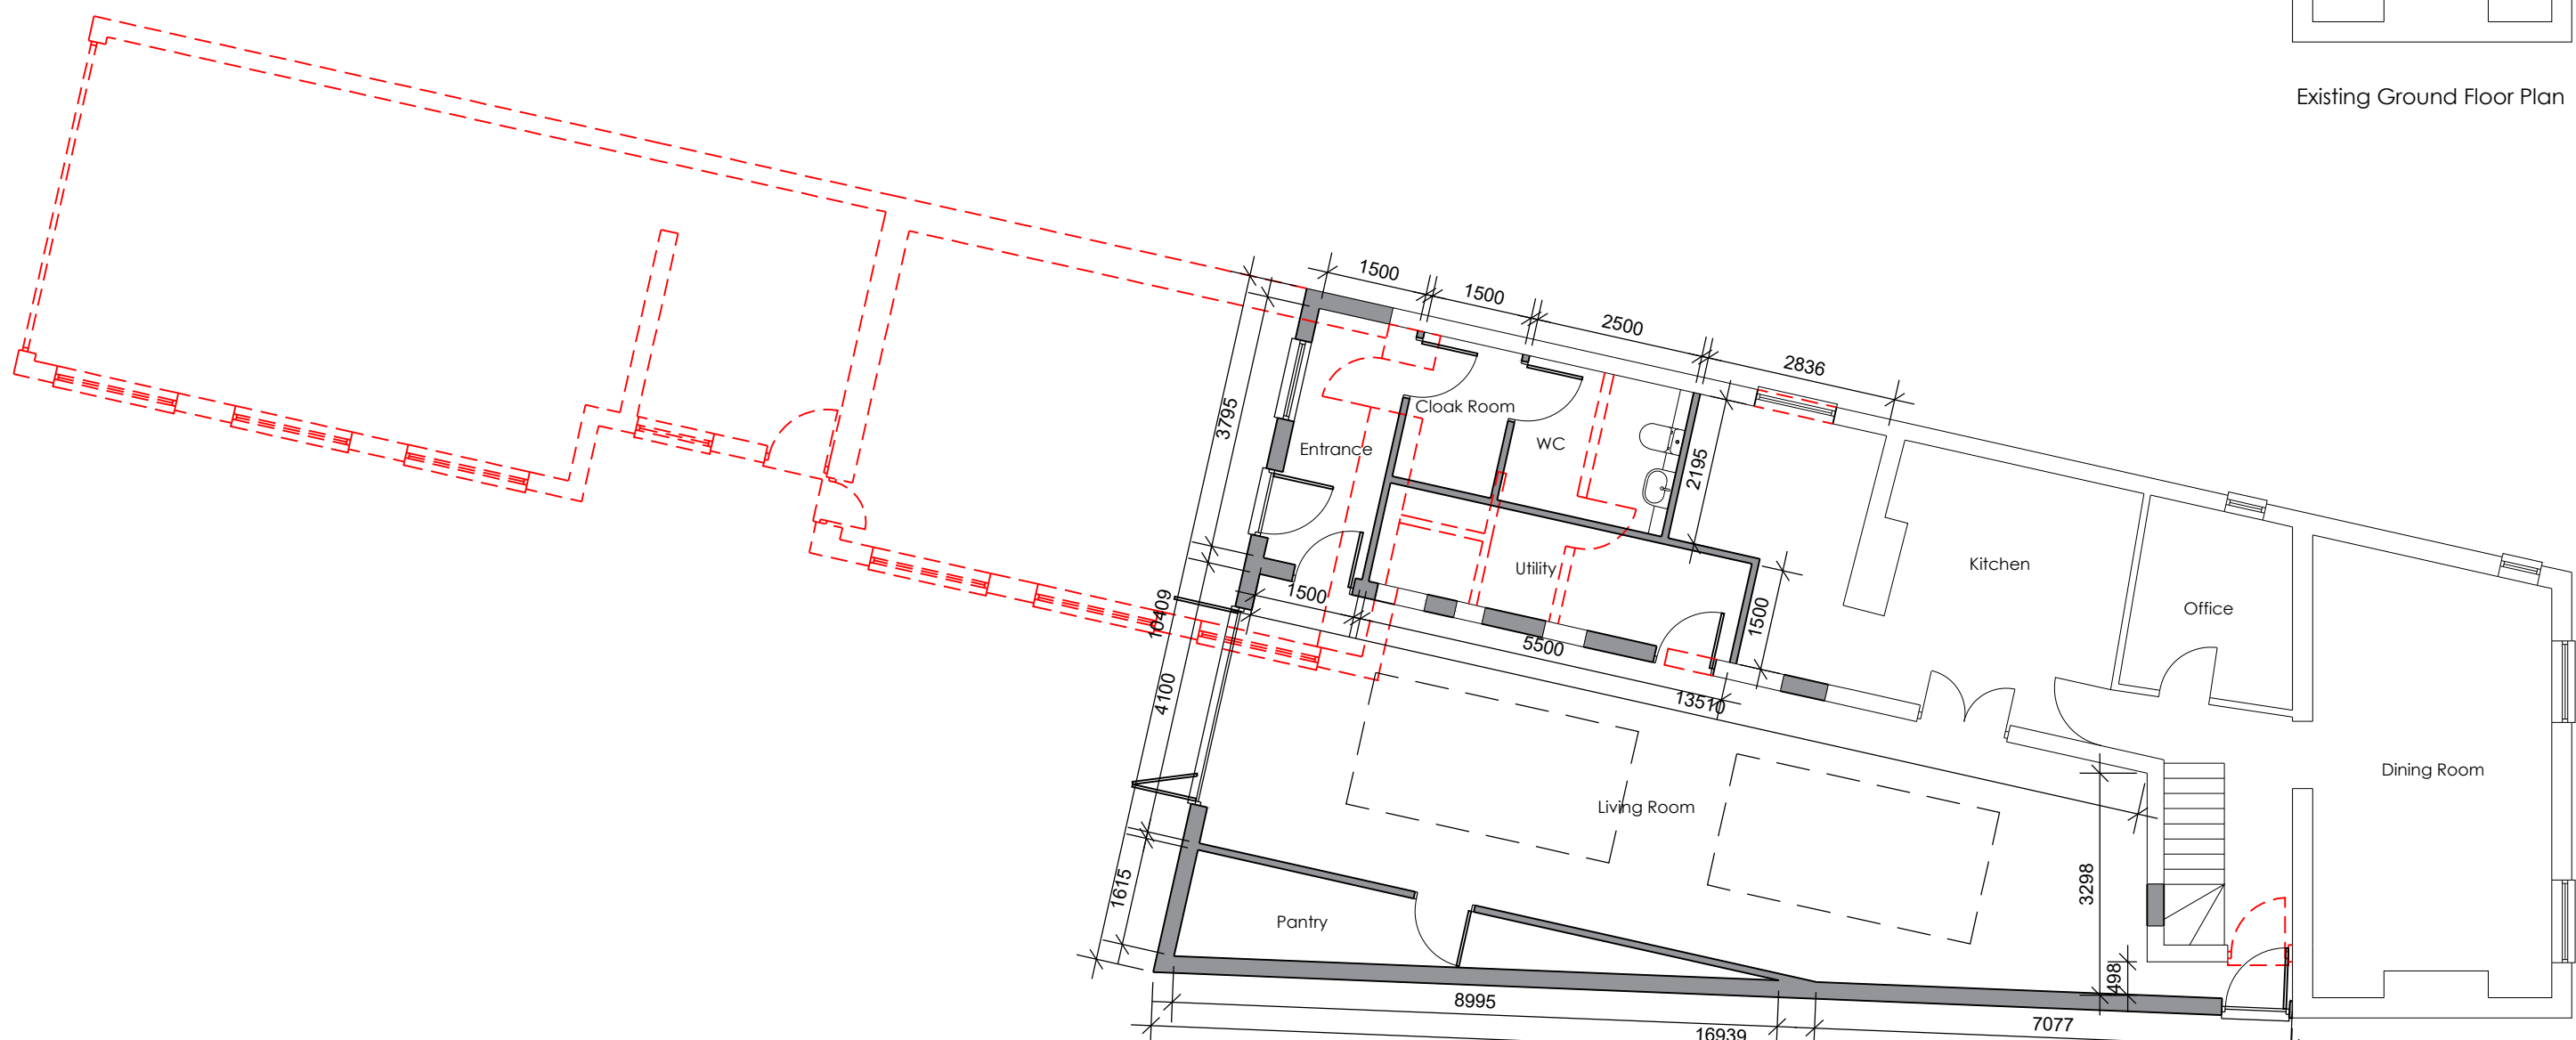 Existing Ground Floor Plan
1500
1500
2500
2836
3795
Cloak Room
Entrance
WC
2195
Kitchen
Utility
Office
1500
1500
10409
5500
4100
13510
Dining Room
Living Room
3298
1615
Pantry
498
8995
7077
16939